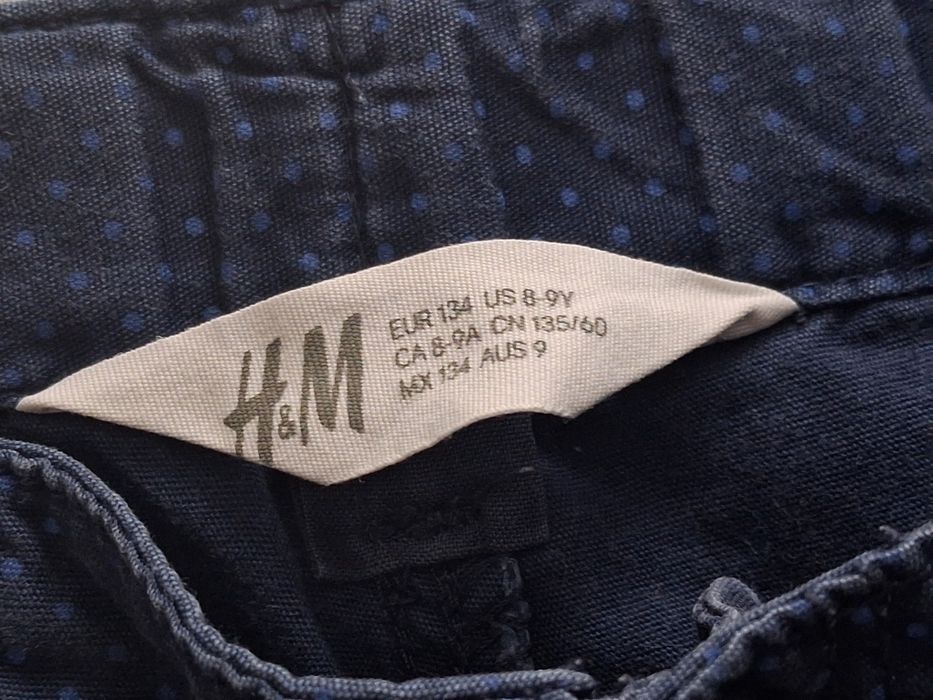 H&M
EUR 134 US 8-9Y
CA 8-9A CN 135/60
MX 134 AUS 9